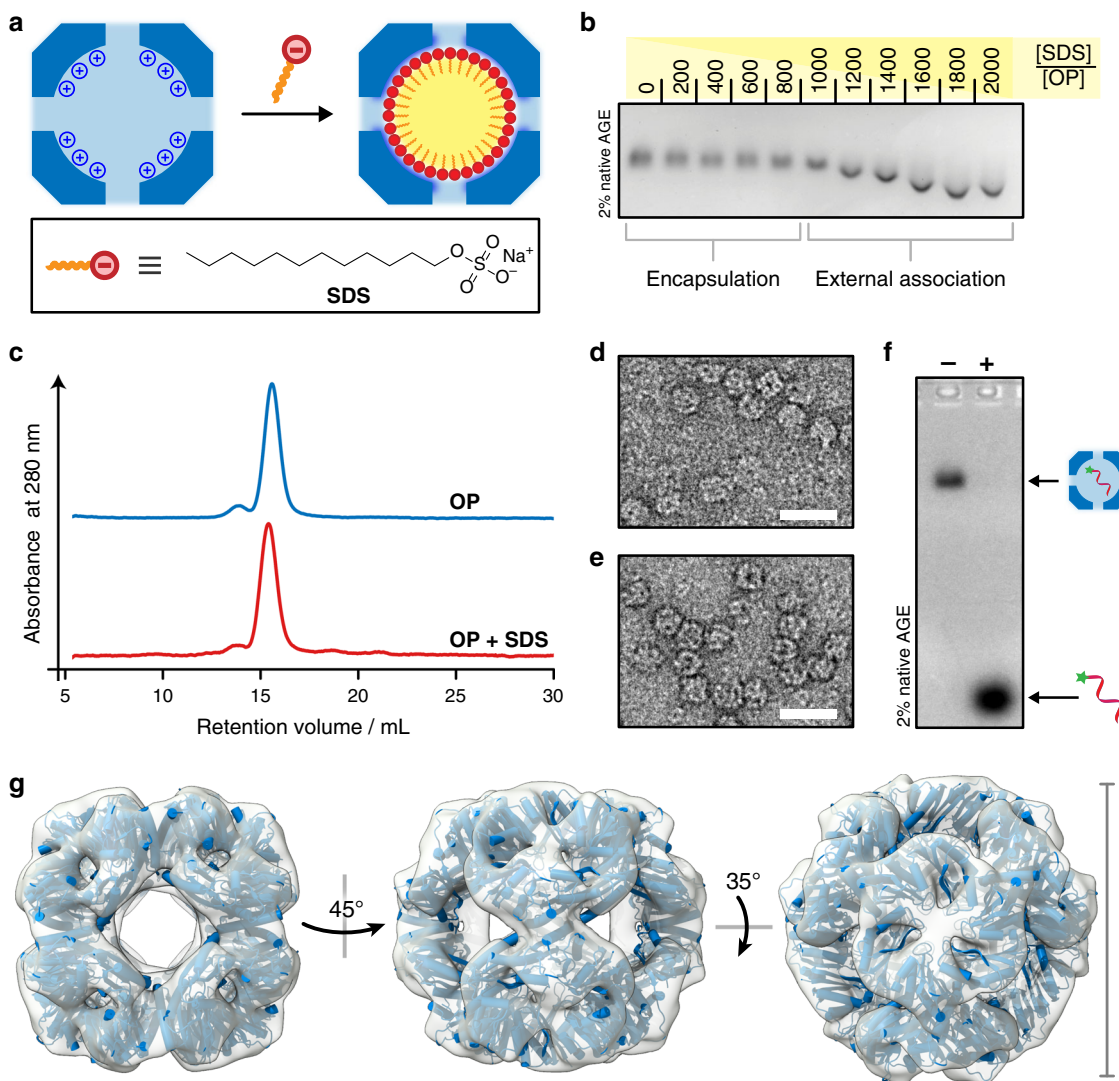 a
b
[SDS]
[OP]
0 200 400 600 800 1000 1200 1400 1600 1800 2000
2% native AGE
Encapsulation External association
O O Na⁺
S
O O⁻
SDS
c
Absorbance at 280 nm
OP
OP + SDS
5 10 15 20 25 30
Retention volume / mL
d
e
f
– +
2% native AGE
g
45°
35°